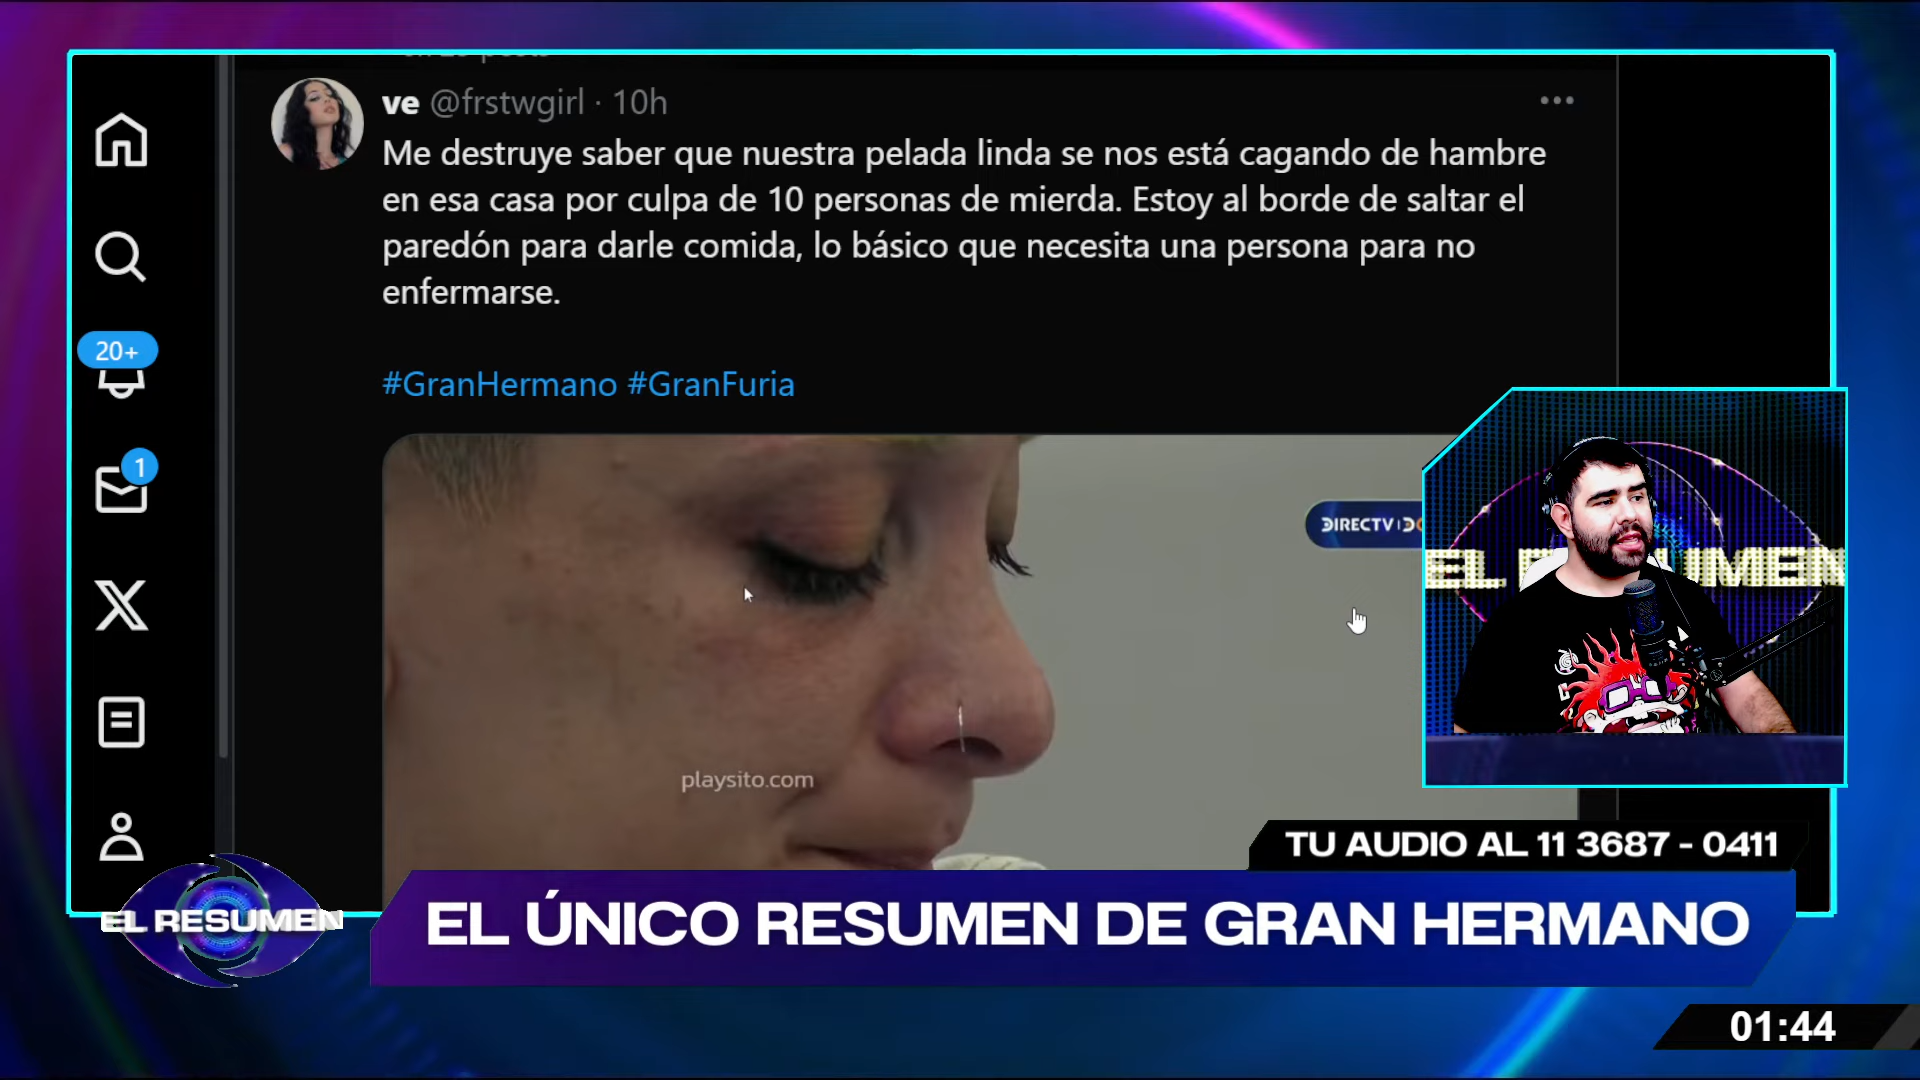 ve @frstwgirl · 10h
Me destruye saber que nuestra pelada linda se nos está cagando de hambre
en esa casa por culpa de 10 personas de mierda. Estoy al borde de saltar el
paredón para darle comida, lo básico que necesita una persona para no
enfermarse.
20+
#GranHermano #GranFuria
1
DIRECTV
EL RESUMEN
playsito.com
TU AUDIO AL 11 3687 - 0411
EL RESUMEN
EL ÚNICO RESUMEN DE GRAN HERMANO
01:44